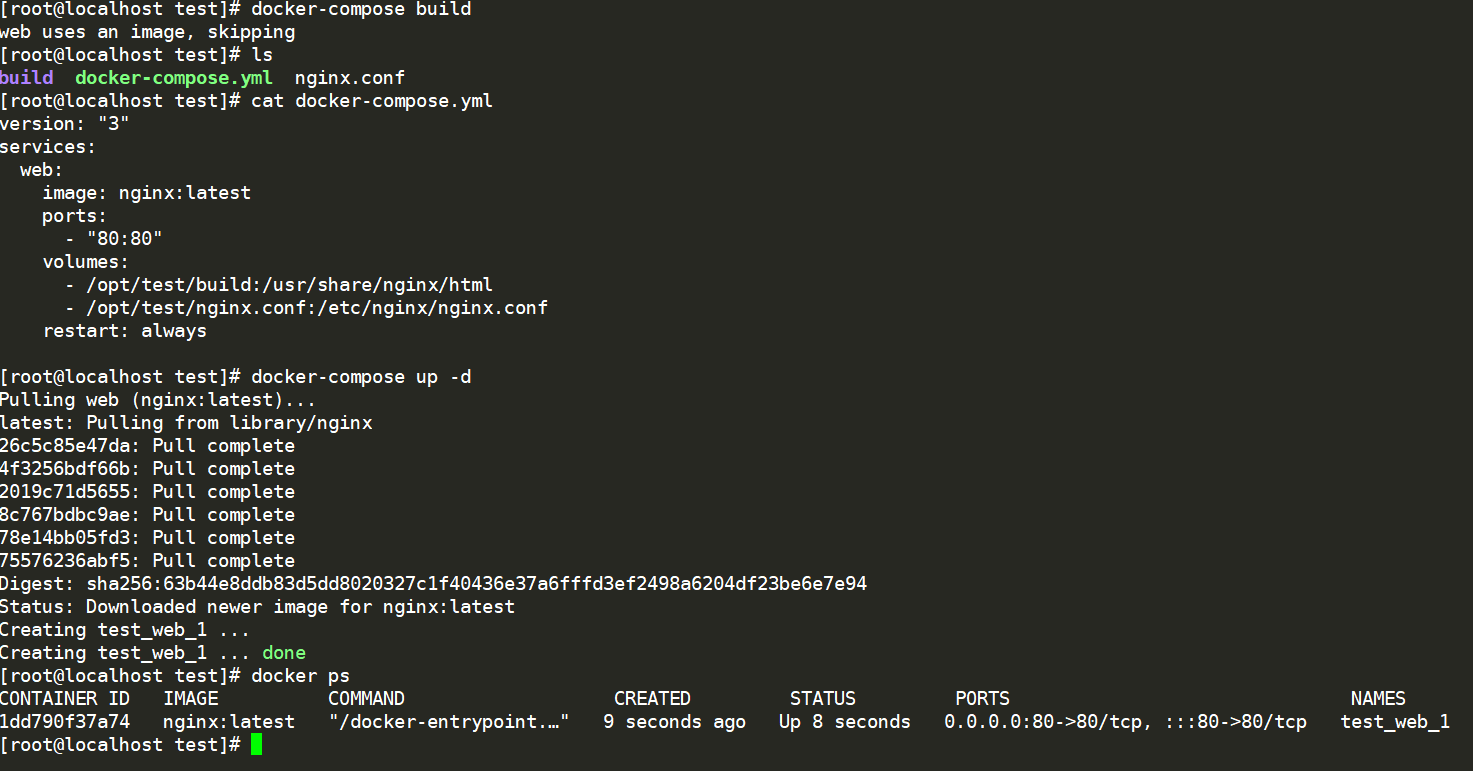 [root@localhost test]# docker-compose build
web uses an image, skipping
[root@localhost test]# ls
build  docker-compose.yml  nginx.conf
[root@localhost test]# cat docker-compose.yml
version: "3"
services:
  web:
    image: nginx:latest
    ports:
      - "80:80"
    volumes:
      - /opt/test/build:/usr/share/nginx/html
      - /opt/test/nginx.conf:/etc/nginx/nginx.conf
    restart: always

[root@localhost test]# docker-compose up -d
Pulling web (nginx:latest)...
latest: Pulling from library/nginx
26c5c85e47da: Pull complete
4f3256bdf66b: Pull complete
2019c71d5655: Pull complete
8c767bdbc9ae: Pull complete
78e14bb05fd3: Pull complete
75576236abf5: Pull complete
Digest: sha256:63b44e8ddb83d5dd8020327c1f40436e37a6fffd3ef2498a6204df23be6e7e94
Status: Downloaded newer image for nginx:latest
Creating test_web_1 ...
Creating test_web_1 ... done
[root@localhost test]# docker ps
CONTAINER ID   IMAGE          COMMAND                  CREATED         STATUS         PORTS                               NAMES
1dd790f37a74   nginx:latest   "/docker-entrypoint.…"   9 seconds ago   Up 8 seconds   0.0.0.0:80->80/tcp, :::80->80/tcp   test_web_1
[root@localhost test]#